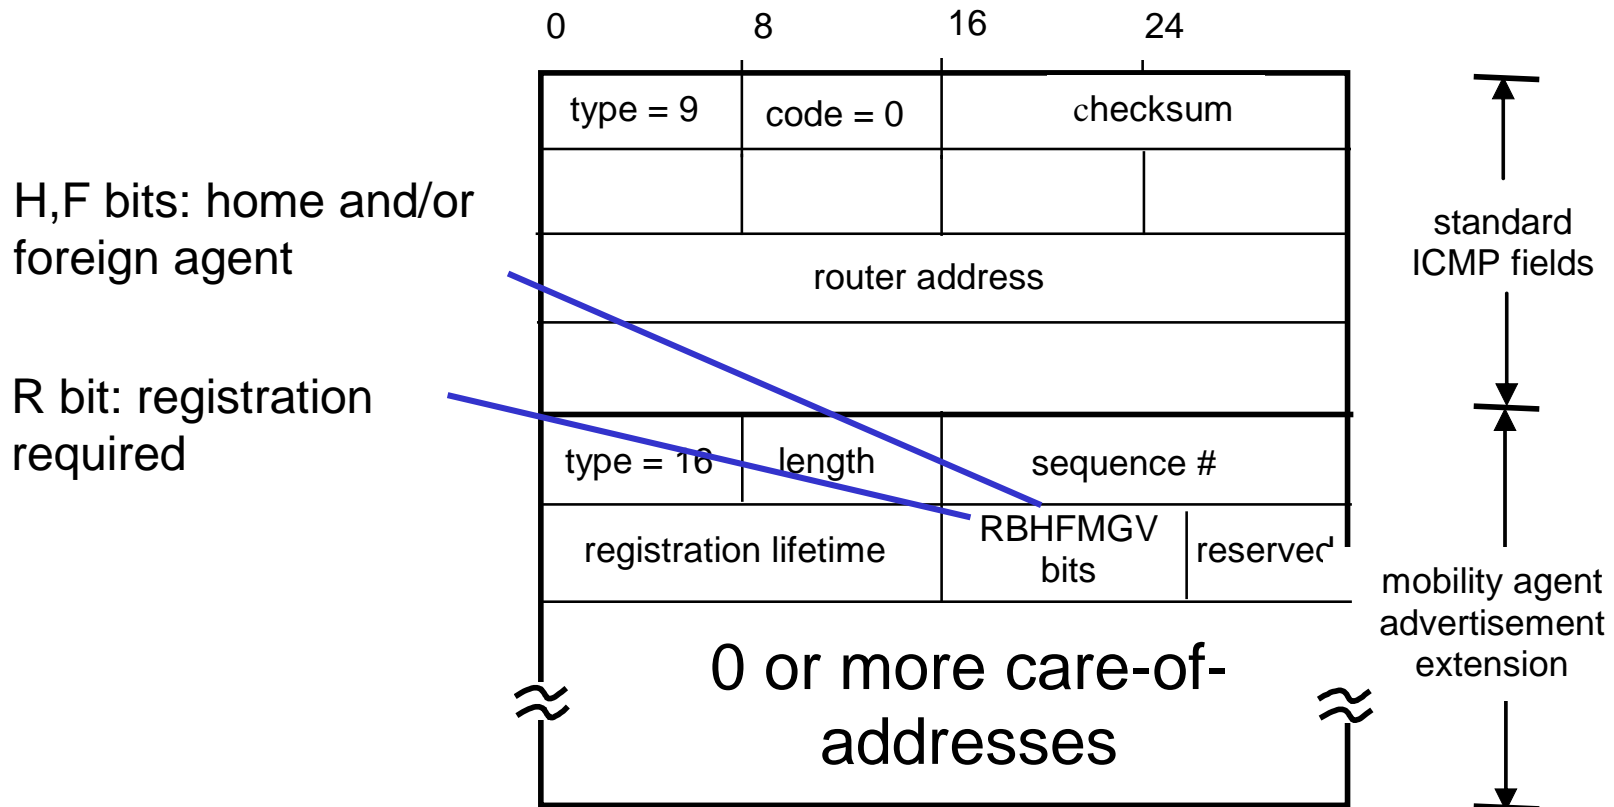 0 8 16 24
type = 9 code = 0 checksum
H,F bits: home and/or
foreign agent
standard
ICMP fields
router address
R bit: registration
required
type = 16 length sequence #
registration lifetime RBHFMGV
bits
reserved
mobility agent
advertisement
extension
0 or more care-of-
addresses